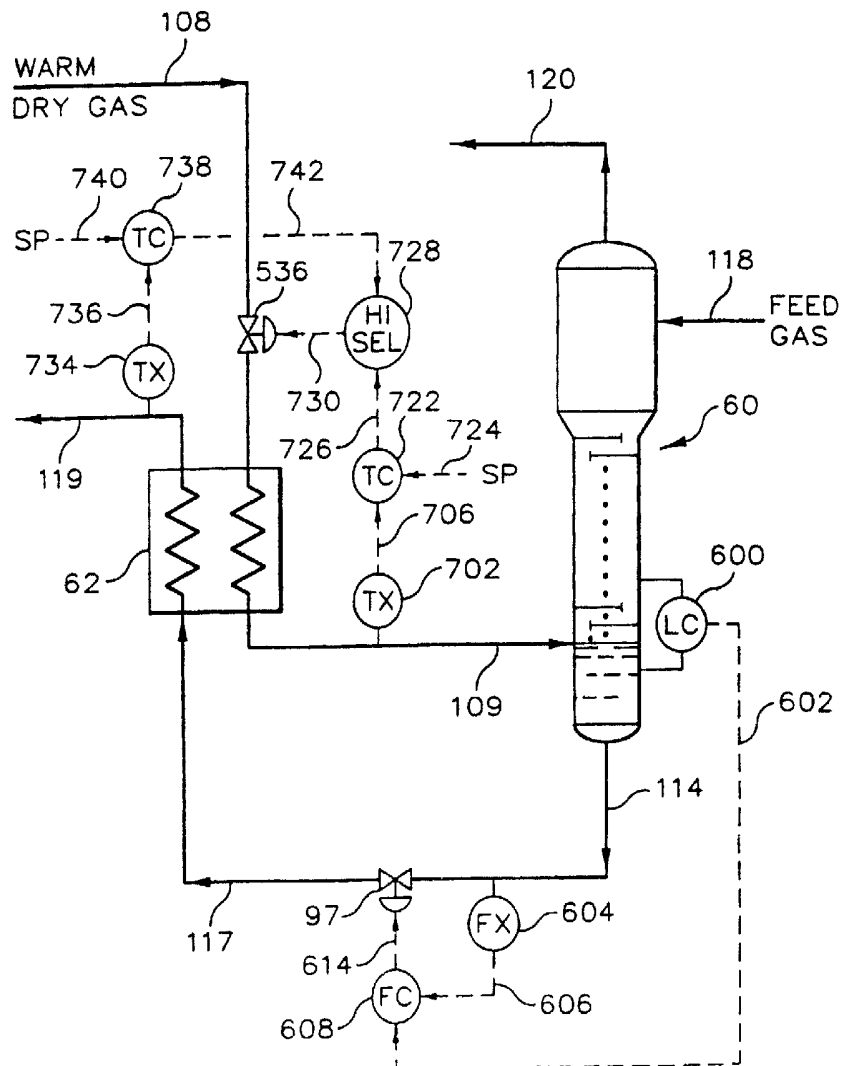 108
WARM
DRY GAS
120
738
740
742
SP
TC
728
118
536
FEED
GAS
736
HI
SEL
734
TX
730
722
60
726
724
119
TC
SP
706
600
62
702
TX
LC
109
602
114
97
604
FX
117
614
606
FC
608